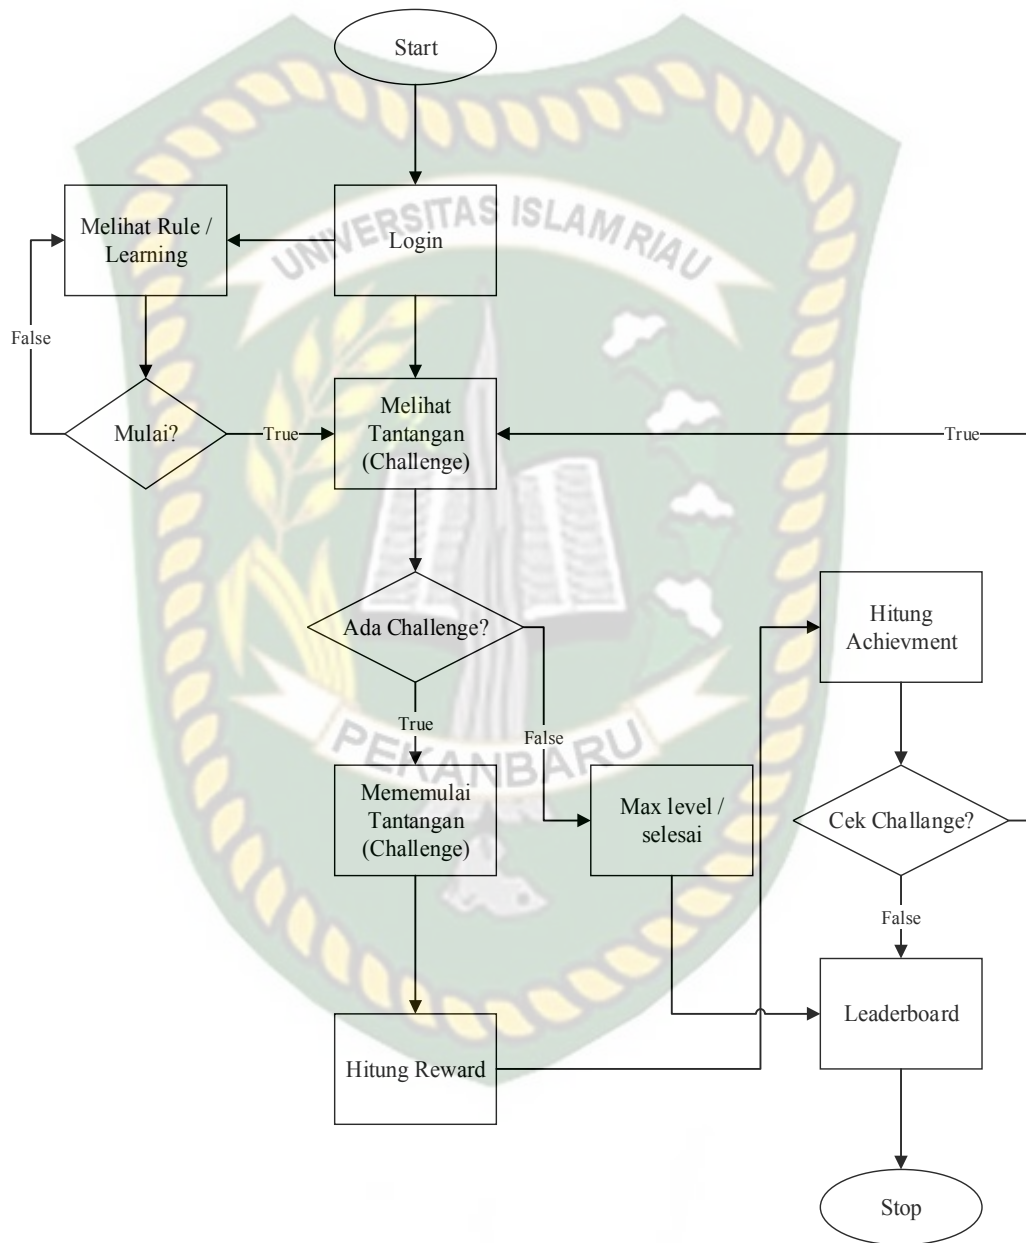 Start
UNIVERSITAS ISLAM RIAU
Melihat Rule /
Learning
Login
False
Mulai?
True
Melihat
Tantangan
(Challenge)
True
Ada Challenge?
Hitung
Achievment
True
False
PEKANBARU
Mememulai
Tantangan
(Challenge)
Max level /
selesai
Cek Challange?
False
Leaderboard
Hitung Reward
Stop